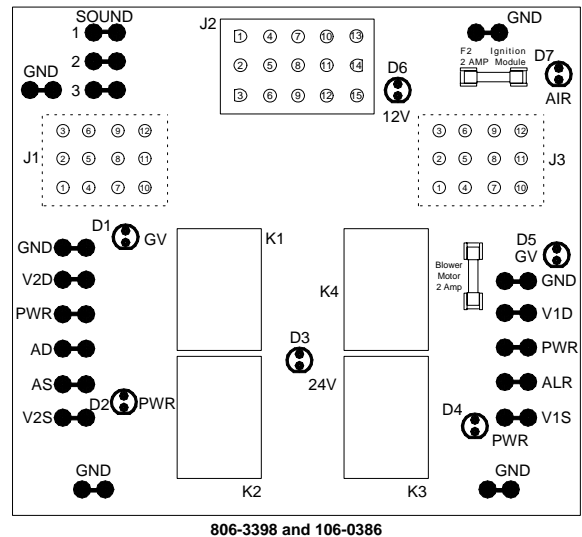 SOUND
1
2
3
GND
J2
1 4 7 10 13
2 5 8 11 14
3 6 9 12 15
D6
12V
GND
F2 Ignition
2 AMP Module
D7
AIR
J1
3 6 9 12
2 5 8 11
1 4 7 10
J3
3 6 9 12
2 5 8 11
1 4 7 10
D1
GV
GND
V2D
PWR
AD
AS
V2S
D2
PWR
GND
K1
K2
D3
24V
K4
K3
Blower
Motor
2 Amp
D5
GV
GND
V1D
PWR
ALR
V1S
D4
PWR
GND
806-3398 and 106-0386